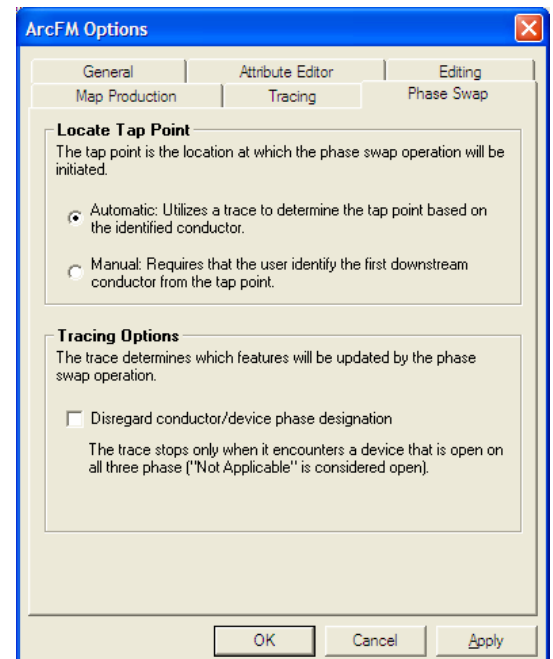 ArcFM Options
General
Attribute Editor
Editing
Map Production
Tracing
Phase Swap
Locate Tap Point
The tap point is the location at which the phase swap operation will be
initiated.
Automatic: Utilizes a trace to determine the tap point based on
the identified conductor.
Manual: Requires that the user identify the first downstream
conductor from the tap point.
Tracing Options
The trace determines which features will be updated by the phase
swap operation.
Disregard conductor/device phase designation
The trace stops only when it encounters a device that is open on
all three phase ("Not Applicable" is considered open).
OK
Cancel
Apply